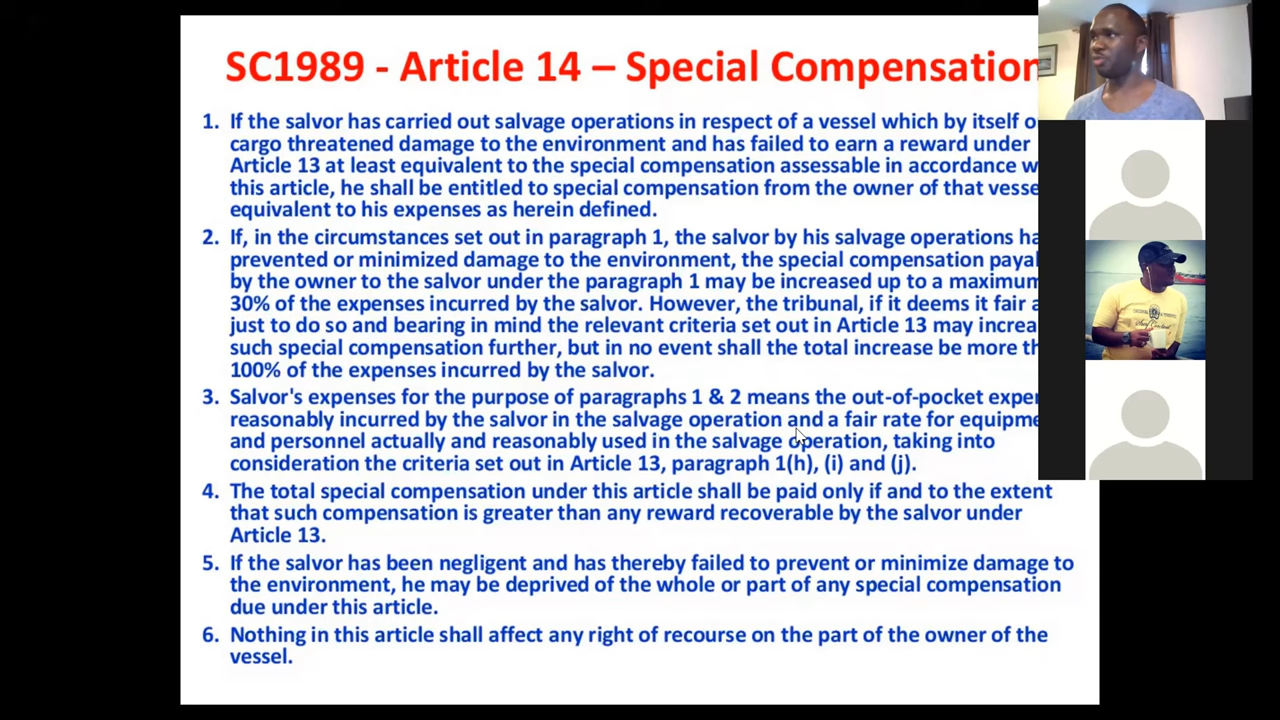 SC1989 - Article 14 – Special Compensation
1. If the salvor has carried out salvage operations in respect of a vessel which by itself o
cargo threatened damage to the environment and has failed to earn a reward under
Article 13 at least equivalent to the special compensation assessable in accordance w
this article, he shall be entitled to special compensation from the owner of that vesse
equivalent to his expenses as herein defined.
2. If, in the circumstances set out in paragraph 1, the salvor by his salvage operations ha
prevented or minimized damage to the environment, the special compensation paya
by the owner to the salvor under the paragraph 1 may be increased up to a maximum
30% of the expenses incurred by the salvor. However, the tribunal, if it deems it fair a
just to do so and bearing in mind the relevant criteria set out in Article 13 may increa
such special compensation further, but in no event shall the total increase be more th
100% of the expenses incurred by the salvor.
3. Salvor's expenses for the purpose of paragraphs 1 & 2 means the out-of-pocket expe
reasonably incurred by the salvor in the salvage operation and a fair rate for equipme
and personnel actually and reasonably used in the salvage operation, taking into
consideration the criteria set out in Article 13, paragraph 1(h), (i) and (j).
4. The total special compensation under this article shall be paid only if and to the extent
that such compensation is greater than any reward recoverable by the salvor under
Article 13.
5. If the salvor has been negligent and has thereby failed to prevent or minimize damage to
the environment, he may be deprived of the whole or part of any special compensation
due under this article.
6. Nothing in this article shall affect any right of recourse on the part of the owner of the
vessel.